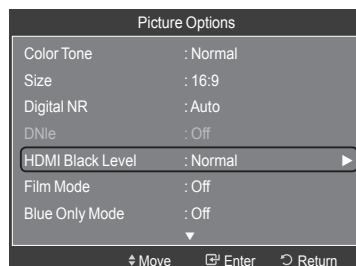 Picture Options
Color Tone : Normal
Size : 16:9
Digital NR : Auto
DNIe : Off
HDMI Black Level : Normal
Film Mode : Off
Blue Only Mode : Off
Move Enter Return